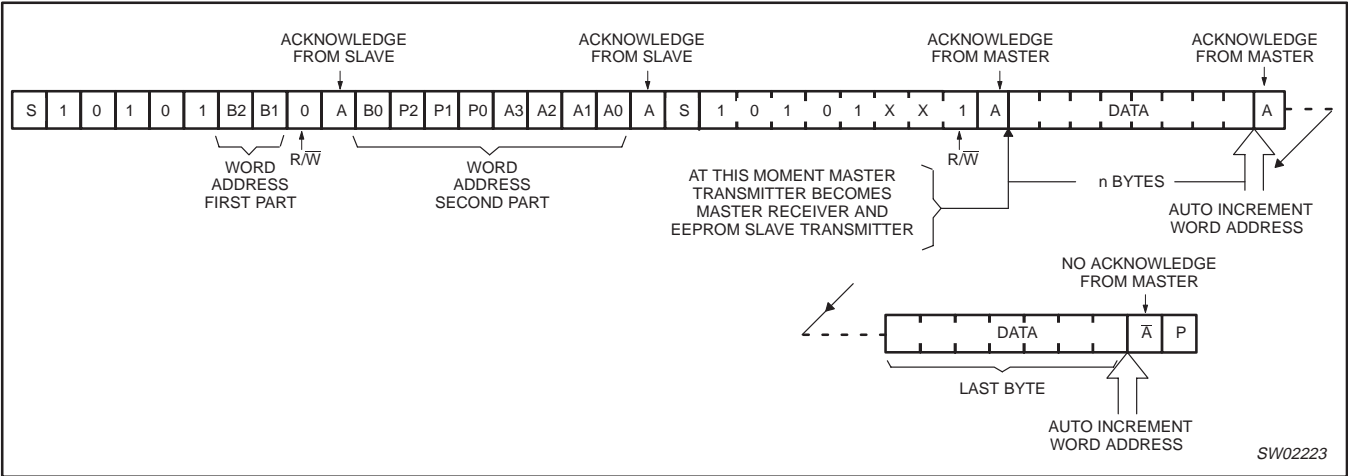 ACKNOWLEDGE
FROM SLAVE
ACKNOWLEDGE
FROM SLAVE
ACKNOWLEDGE
FROM MASTER
ACKNOWLEDGE
FROM MASTER
S 1 0 1 0 1 B2 B1 0 A B0 P2 P1 P0 A3 A2 A1 A0 A S 1 0 1 0 1 X X 1 A DATA A
R/W̅
R/W̅
WORD
ADDRESS
FIRST PART
WORD
ADDRESS
SECOND PART
AT THIS MOMENT MASTER
TRANSMITTER BECOMES
MASTER RECEIVER AND
EEPROM SLAVE TRANSMITTER
n BYTES
AUTO INCREMENT
WORD ADDRESS
NO ACKNOWLEDGE
FROM MASTER
DATA A̅ P
LAST BYTE
AUTO INCREMENT
WORD ADDRESS
SW02223